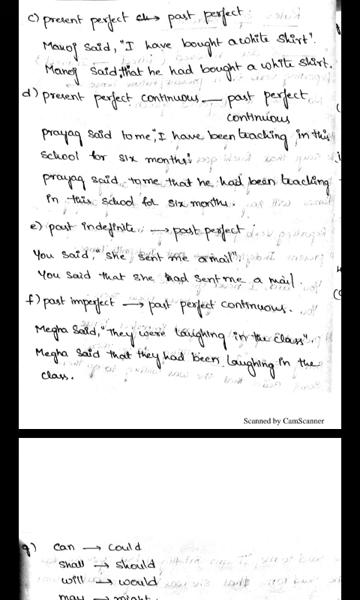 c) present perfect → past perfect.
Manoj said, "I have bought a white shirt".
Manoj said, that he had bought a white shirt.
d) present perfect continuous — past perfect
continuous
prayag said to me, "I have been teaching in this
school for six months".
prayag said to me that he had been teaching
in this school for six months.
e) past indefinite → past perfect
You said, "she sent me a mail".
You said that she had sent me a mail
f) past imperfect → past perfect continuous.
Megha said, "They were laughing in the class".
Megha said that they had been laughing in the
class.
Scanned by CamScanner
g) can → could
shall → should
will → would
may → might